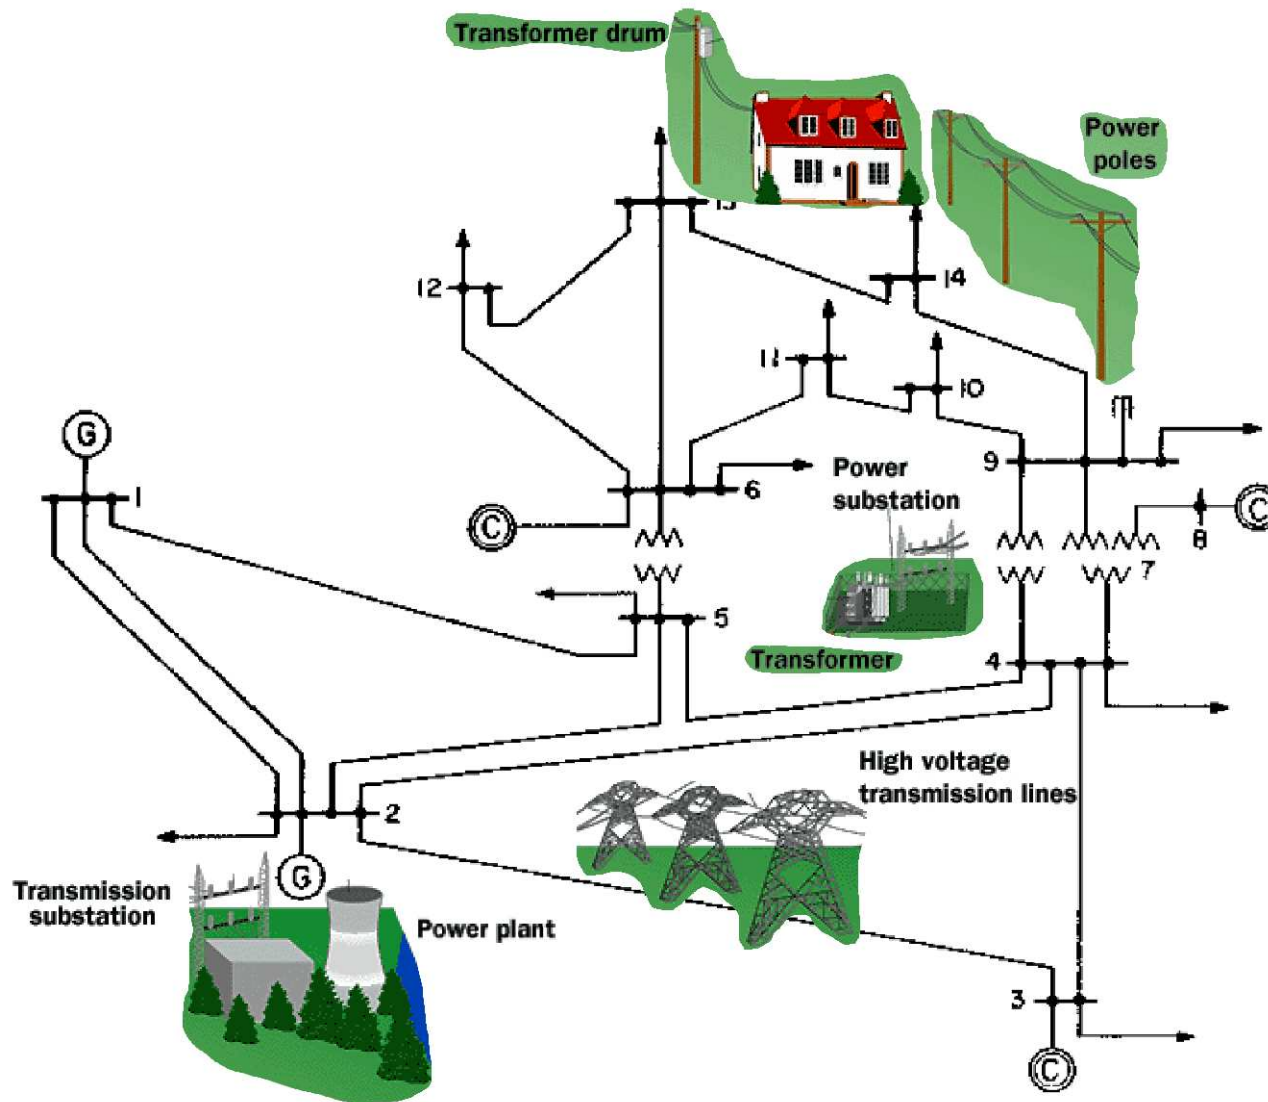 Transformer drum
Power
poles
12
14
11
10
G
1
9
6
Power
substation
C
C
8
7
5
4
Transformer
High voltage
transmission lines
2
G
Transmission
substation
Power plant
3
C